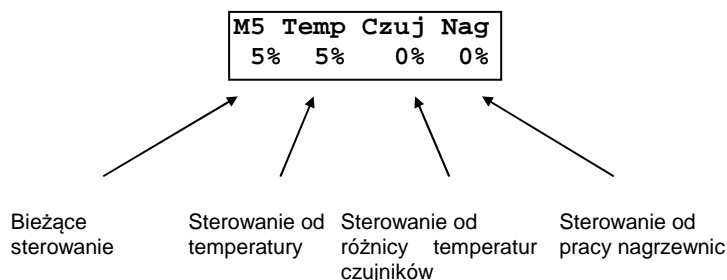 M5 Temp Czuj Nag
5% 5% 0% 0%
Bieżące
sterowanie
Sterowanie od
temperatury
Sterowanie od
różnicy temperatur
czujników
Sterowanie od
pracy nagrzewnic